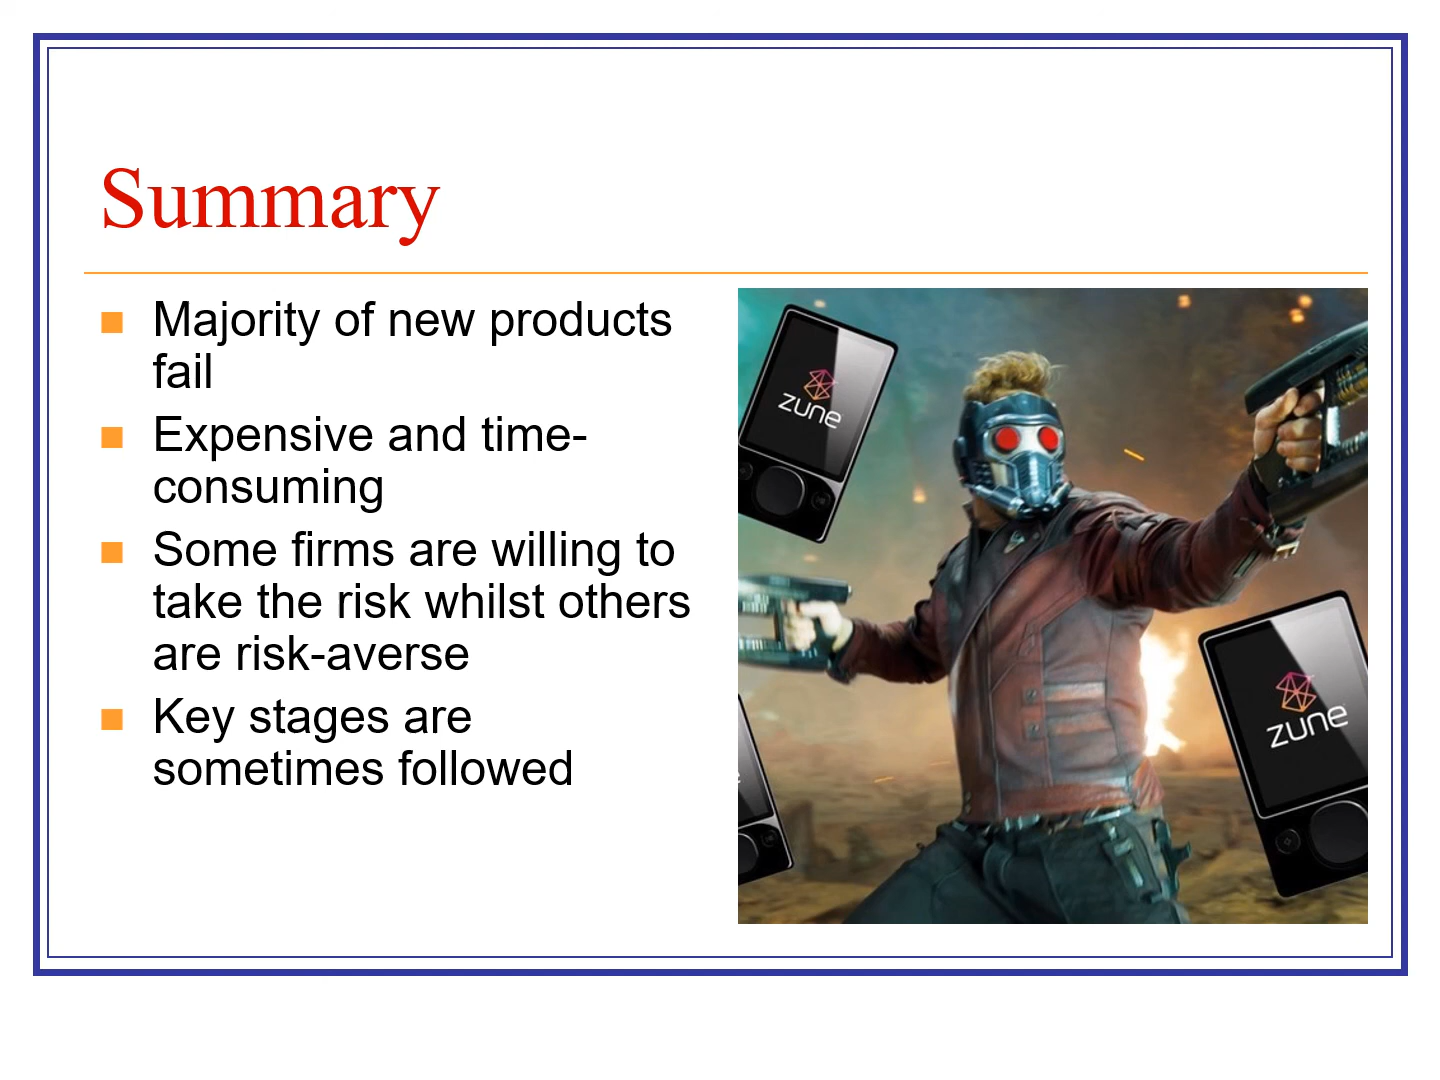 Summary
Majority of new products
fail
Expensive and time-
consuming
Some firms are willing to
take the risk whilst others
are risk-averse
Key stages are
sometimes followed
zune
zune